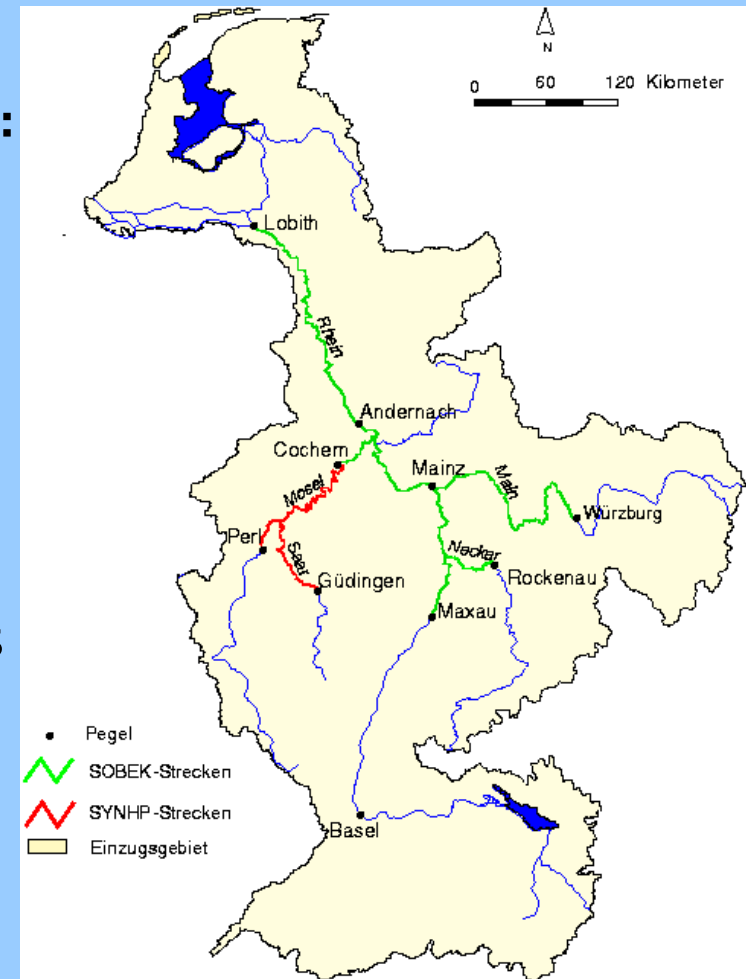 N
0 60 120 Kilometer
:
Lobith
Rhein
Andernach
Cochem
Mainz
Main
Mosel
Würzburg
Perl
Neckar
Saar
Rockenau
Güdingen
Maxau
Pegel
SOBEK-Strecken
SYNHP-Strecken
Basel
Einzugsgebiet